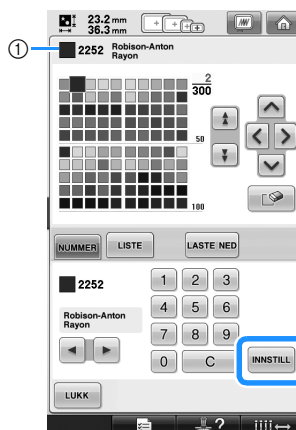 23.2 mm
36.3 mm
1
2252 Robison-Anton
Rayon
2
300
50
100
NUMMER LISTE LASTE NED
2252
Robison-Anton
Rayon
1 2 3
4 5 6
7 8 9
0 C
INNSTILL
LUKK
?